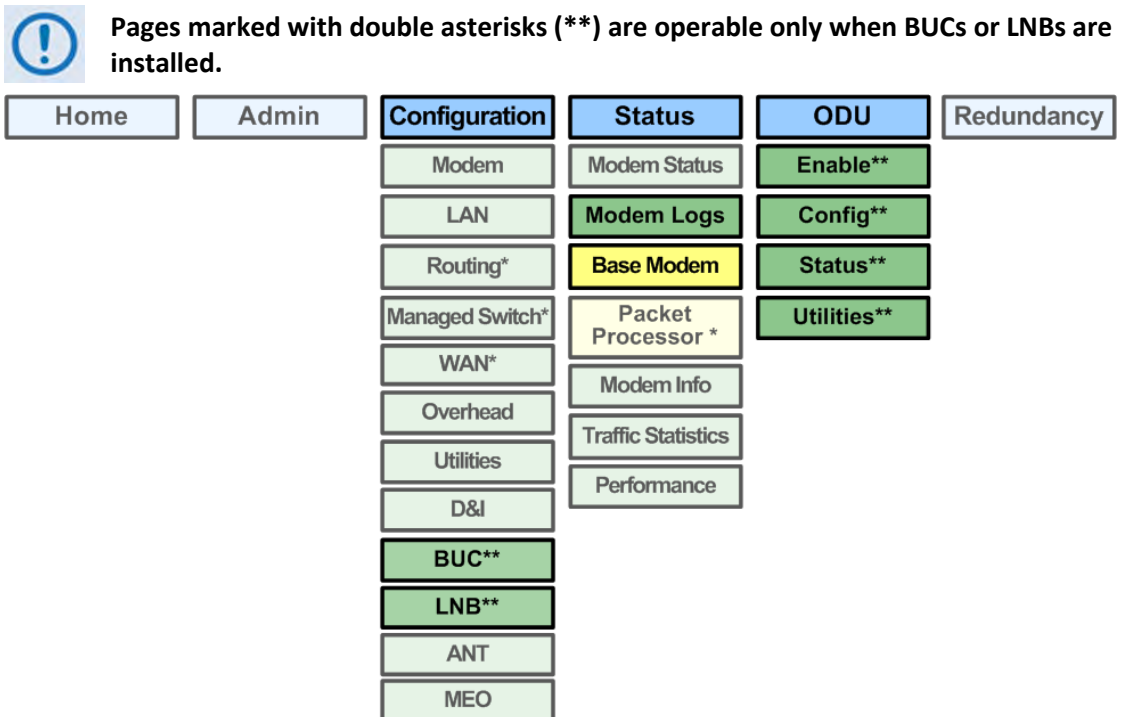 Pages marked with double asterisks (**) are operable only when BUCs or LNBs are
installed.
Home
Admin
Configuration
Status
ODU
Redundancy
Modem
LAN
Routing*
Managed Switch*
WAN*
Overhead
Utilities
D&I
BUC**
LNB**
ANT
MEO
Modem Status
Modem Logs
Base Modem
Packet
Processor *
Modem Info
Traffic Statistics
Performance
Enable**
Config**
Status**
Utilities**